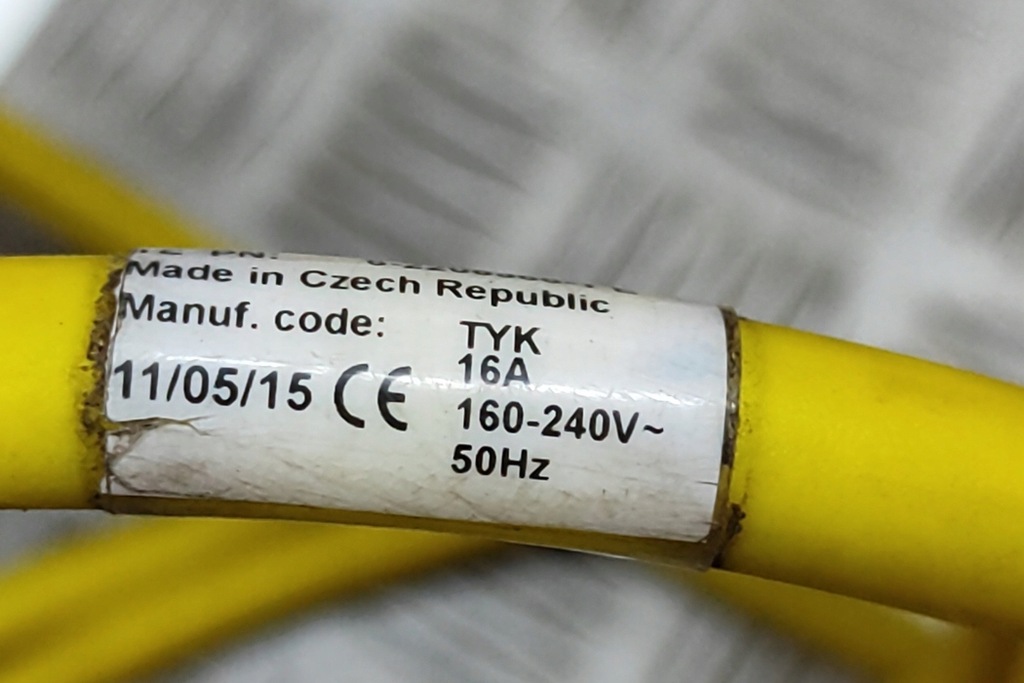 Made in Czech Republic
Manuf. code: TYK
16A
11/05/15 CE 160-240V~
50Hz